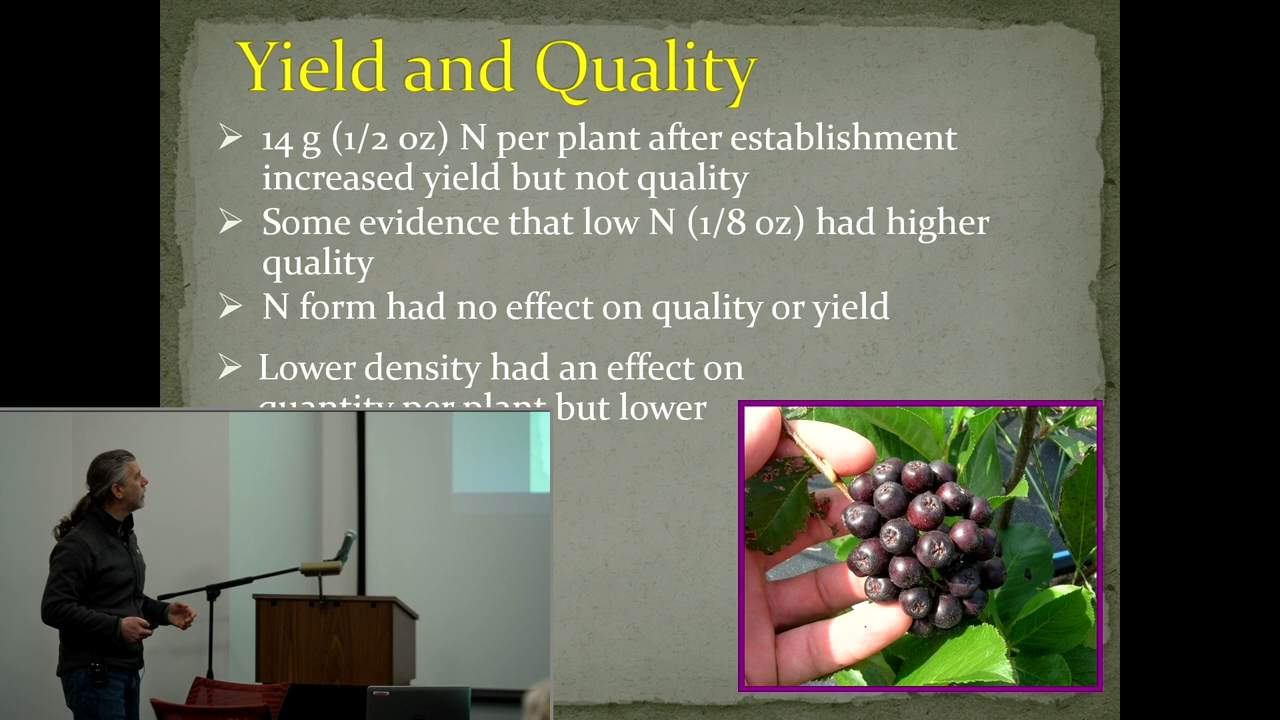 Yield and Quality
14 g (1/2 oz) N per plant after establishment
increased yield but not quality
Some evidence that low N (1/8 oz) had higher
quality
N form had no effect on quality or yield
Lower density had an effect on
quantity per plant but lower